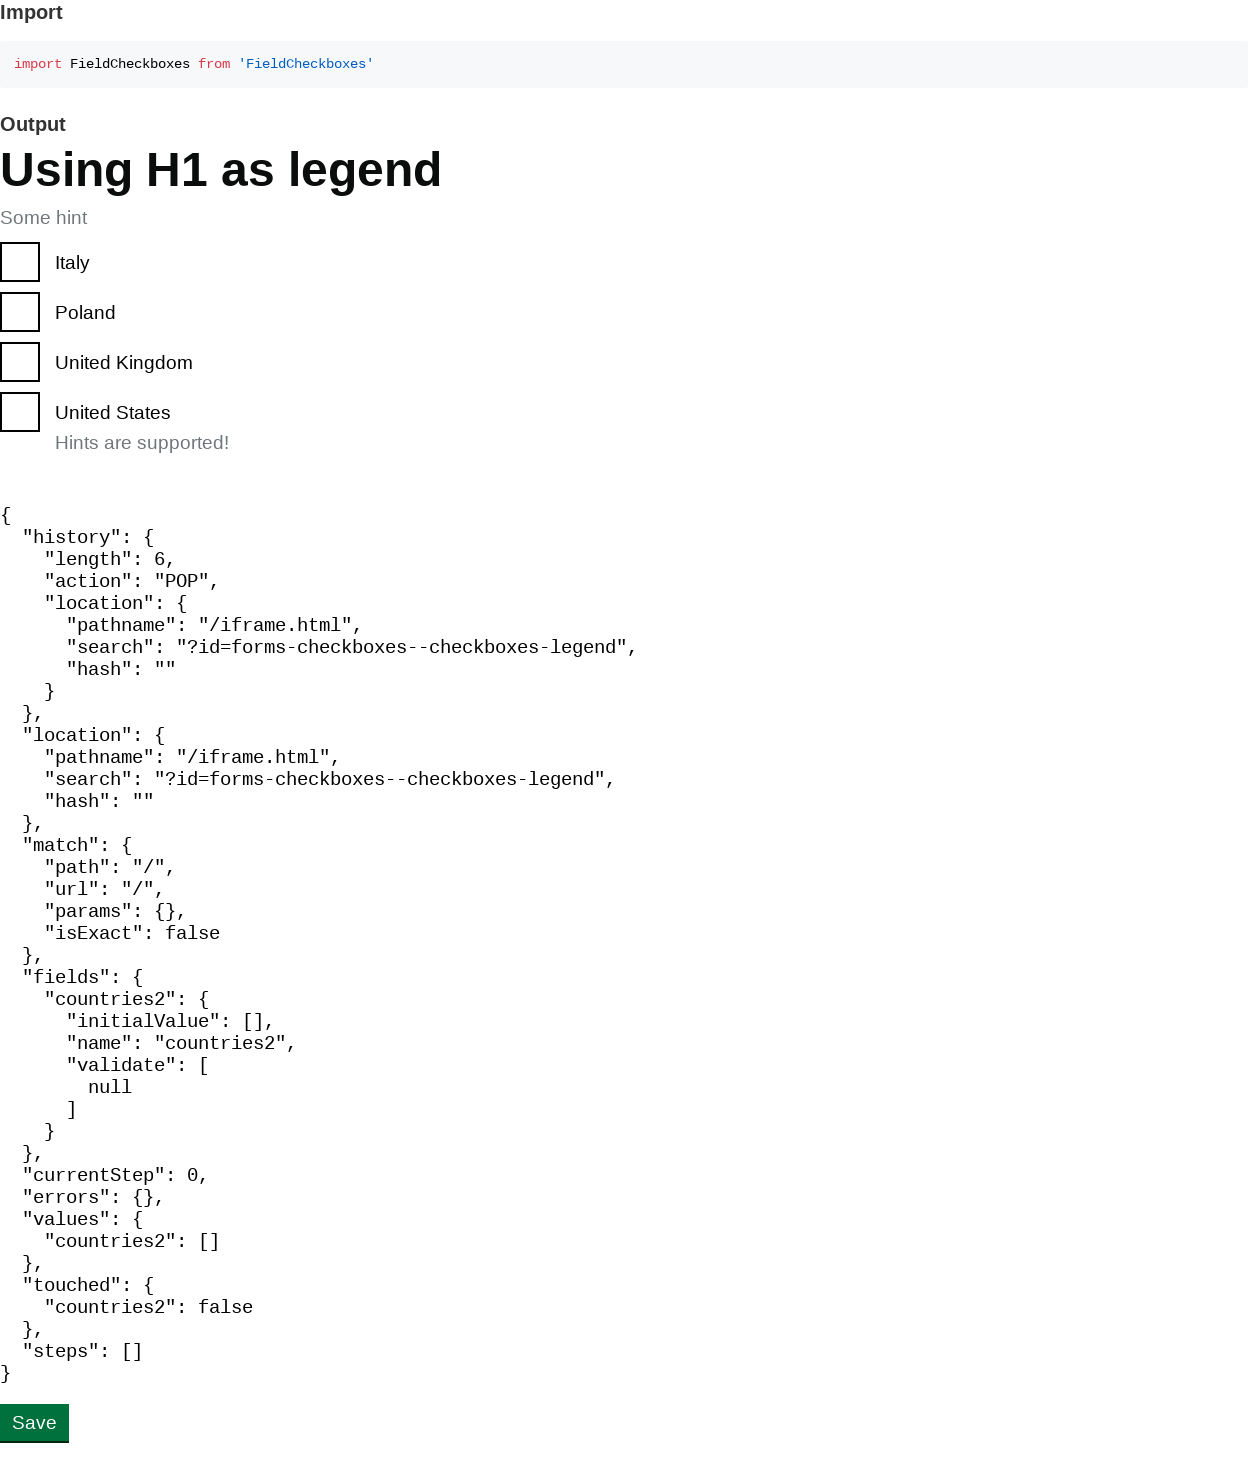 Import
import FieldCheckboxes from 'FieldCheckboxes'
Output
Using H1 as legend
Some hint
Italy
Poland
United Kingdom
United States
Hints are supported!
{
  "history": {
    "length": 6,
    "action": "POP",
    "location": {
      "pathname": "/iframe.html",
      "search": "?id=forms-checkboxes--checkboxes-legend",
      "hash": ""
    }
  },
  "location": {
    "pathname": "/iframe.html",
    "search": "?id=forms-checkboxes--checkboxes-legend",
    "hash": ""
  },
  "match": {
    "path": "/",
    "url": "/",
    "params": {},
    "isExact": false
  },
  "fields": {
    "countries2": {
      "initialValue": [],
      "name": "countries2",
      "validate": [
        null
      ]
    }
  },
  "currentStep": 0,
  "errors": {},
  "values": {
    "countries2": []
  },
  "touched": {
    "countries2": false
  },
  "steps": []
}
Save